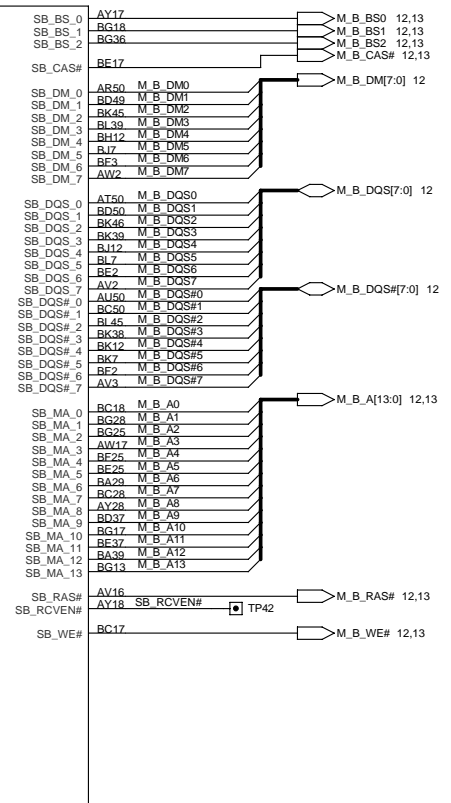 SB_BS_0 AY17 M_B_BS0 12,13
SB_BS_1 BG18 M_B_BS1 12,13
SB_BS_2 BG36 M_B_BS2 12,13
SB_CAS# BE17 M_B_CAS# 12,13
SB_DM_0 AR50 M_B_DM0 M_B_DM[7:0] 12
SB_DM_1 BD49 M_B_DM1
SB_DM_2 BK45 M_B_DM2
SB_DM_3 BL39 M_B_DM3
SB_DM_4 BH12 M_B_DM4
SB_DM_5 BJ7 M_B_DM5
SB_DM_6 BF3 M_B_DM6
SB_DM_7 AW2 M_B_DM7
SB_DQS_0 AT50 M_B_DQS0 M_B_DQS[7:0] 12
SB_DQS_1 BD50 M_B_DQS1
SB_DQS_2 BK46 M_B_DQS2
SB_DQS_3 BK39 M_B_DQS3
SB_DQS_4 BJ12 M_B_DQS4
SB_DQS_5 BL7 M_B_DQS5
SB_DQS_6 BE2 M_B_DQS6
SB_DQS_7 AV2 M_B_DQS7
SB_DQS#_0 AU50 M_B_DQS#0 M_B_DQS#[7:0] 12
SB_DQS#_1 BC50 M_B_DQS#1
SB_DQS#_2 BL45 M_B_DQS#2
SB_DQS#_3 BK38 M_B_DQS#3
SB_DQS#_4 BK12 M_B_DQS#4
SB_DQS#_5 BK7 M_B_DQS#5
SB_DQS#_6 BF2 M_B_DQS#6
SB_DQS#_7 AV3 M_B_DQS#7
SB_MA_0 BC18 M_B_A0 M_B_A[13:0] 12,13
SB_MA_1 BG28 M_B_A1
SB_MA_2 BG25 M_B_A2
SB_MA_3 AW17 M_B_A3
SB_MA_4 BF25 M_B_A4
SB_MA_5 BE25 M_B_A5
SB_MA_6 BA29 M_B_A6
SB_MA_7 BC28 M_B_A7
SB_MA_8 AY28 M_B_A8
SB_MA_9 BD37 M_B_A9
SB_MA_10 BG17 M_B_A10
SB_MA_11 BE37 M_B_A11
SB_MA_12 BA39 M_B_A12
SB_MA_13 BG13 M_B_A13
SB_RAS# AV16 M_B_RAS# 12,13
SB_RCVEN# AY18 SB_RCVEN# TP42
SB_WE# BC17 M_B_WE# 12,13